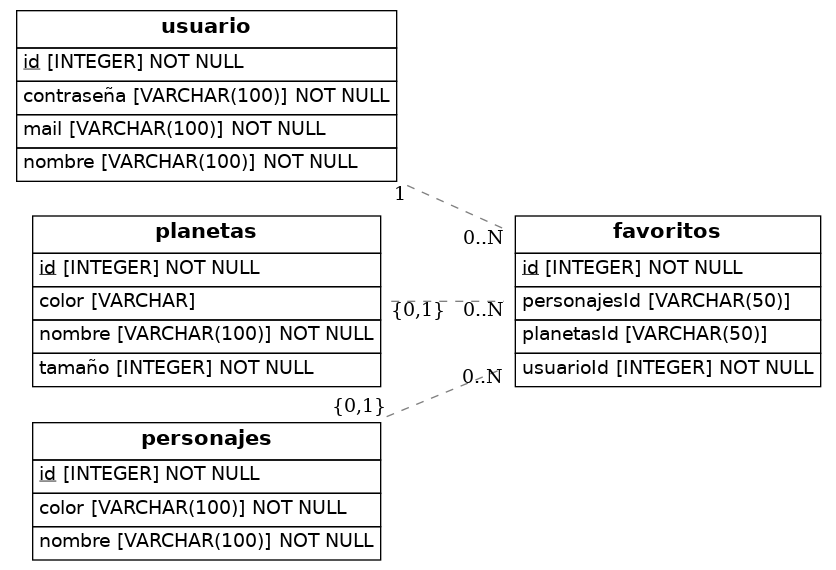 usuario
id [INTEGER] NOT NULL
contraseña [VARCHAR(100)] NOT NULL
mail [VARCHAR(100)] NOT NULL
nombre [VARCHAR(100)] NOT NULL
1
0..N
planetas
id [INTEGER] NOT NULL
color [VARCHAR]
nombre [VARCHAR(100)] NOT NULL
tamaño [INTEGER] NOT NULL
{0,1}
0..N
favoritos
id [INTEGER] NOT NULL
personajesId [VARCHAR(50)]
planetasId [VARCHAR(50)]
usuarioId [INTEGER] NOT NULL
0..N
{0,1}
personajes
id [INTEGER] NOT NULL
color [VARCHAR(100)] NOT NULL
nombre [VARCHAR(100)] NOT NULL